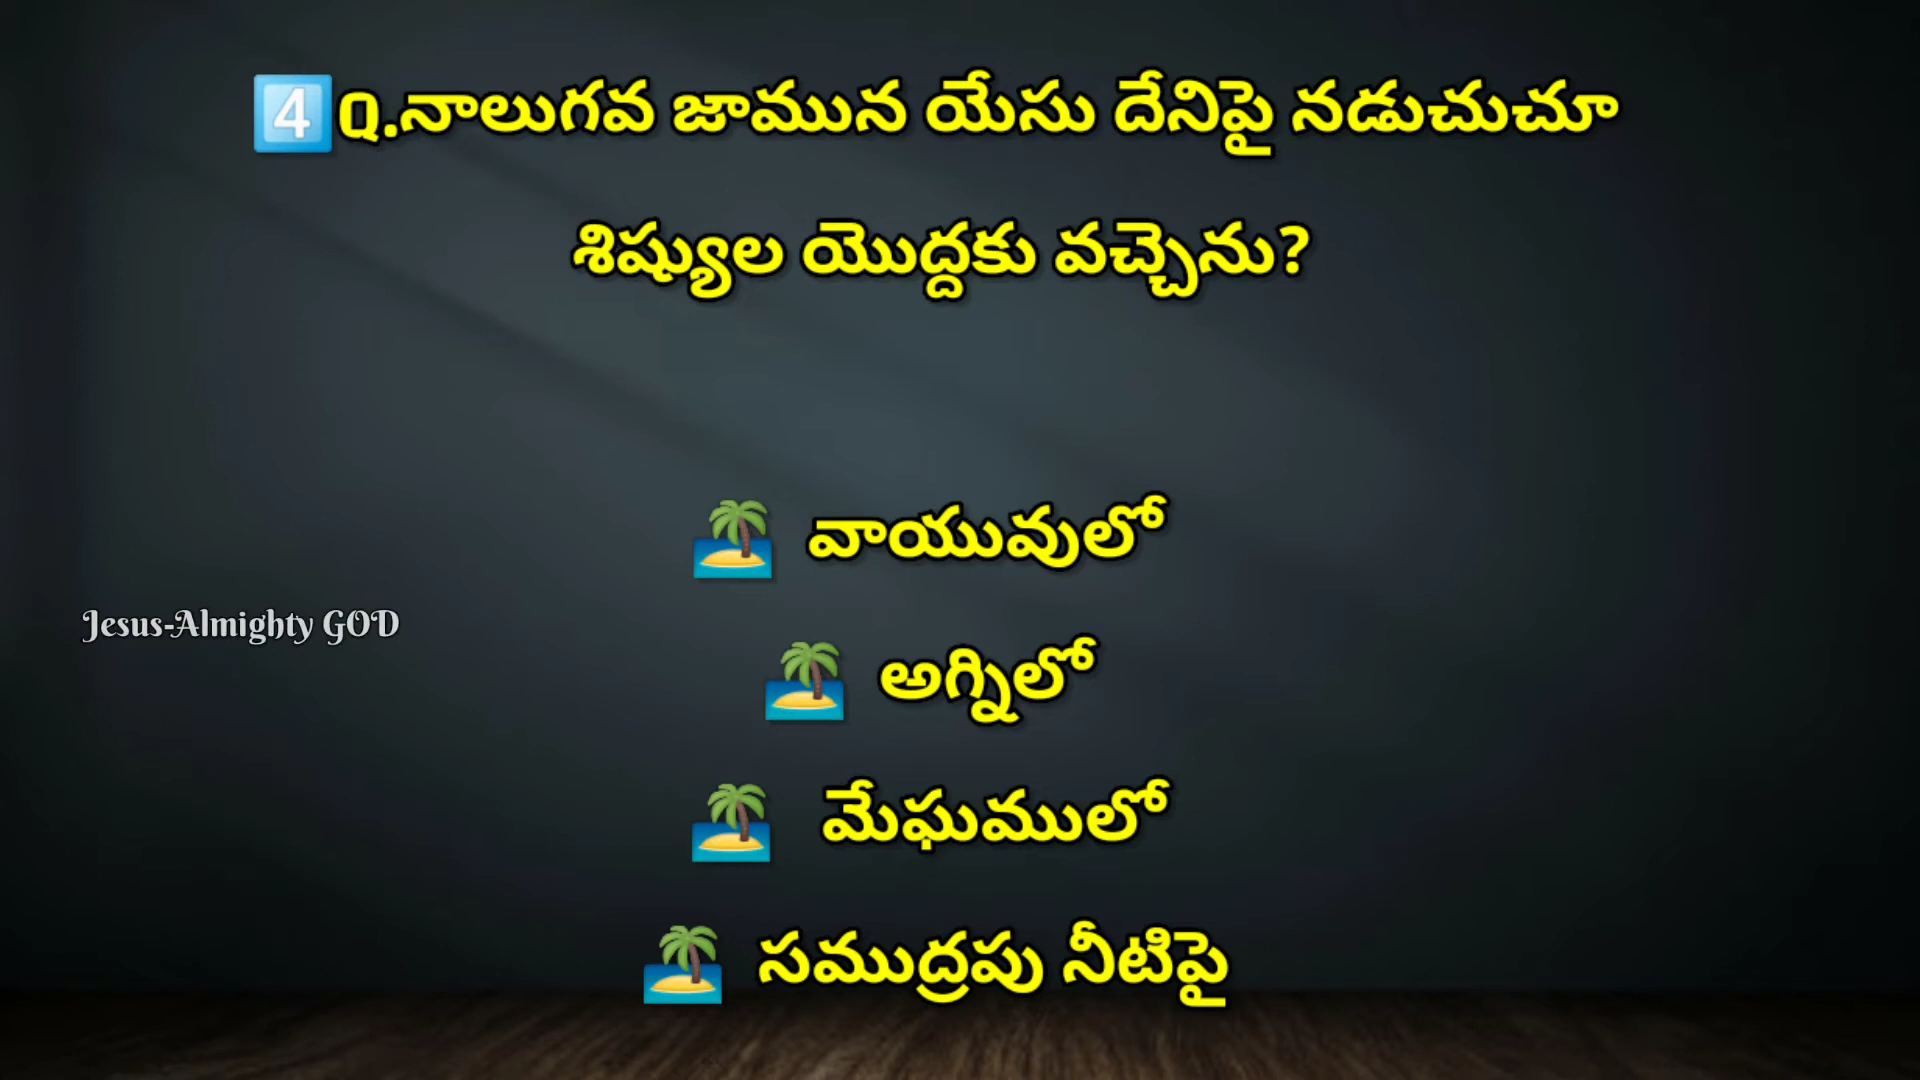 4️⃣Q.నాలుగవ జామున యేసు దేనిపై నడుచుచూ
శిష్యుల యొద్దకు వచ్చెను?
🏝 వాయువులో
Jesus-Almighty GOD
🏝 అగ్నిలో
🏝 మేఘములో
🏝 సముద్రపు నీటిపై